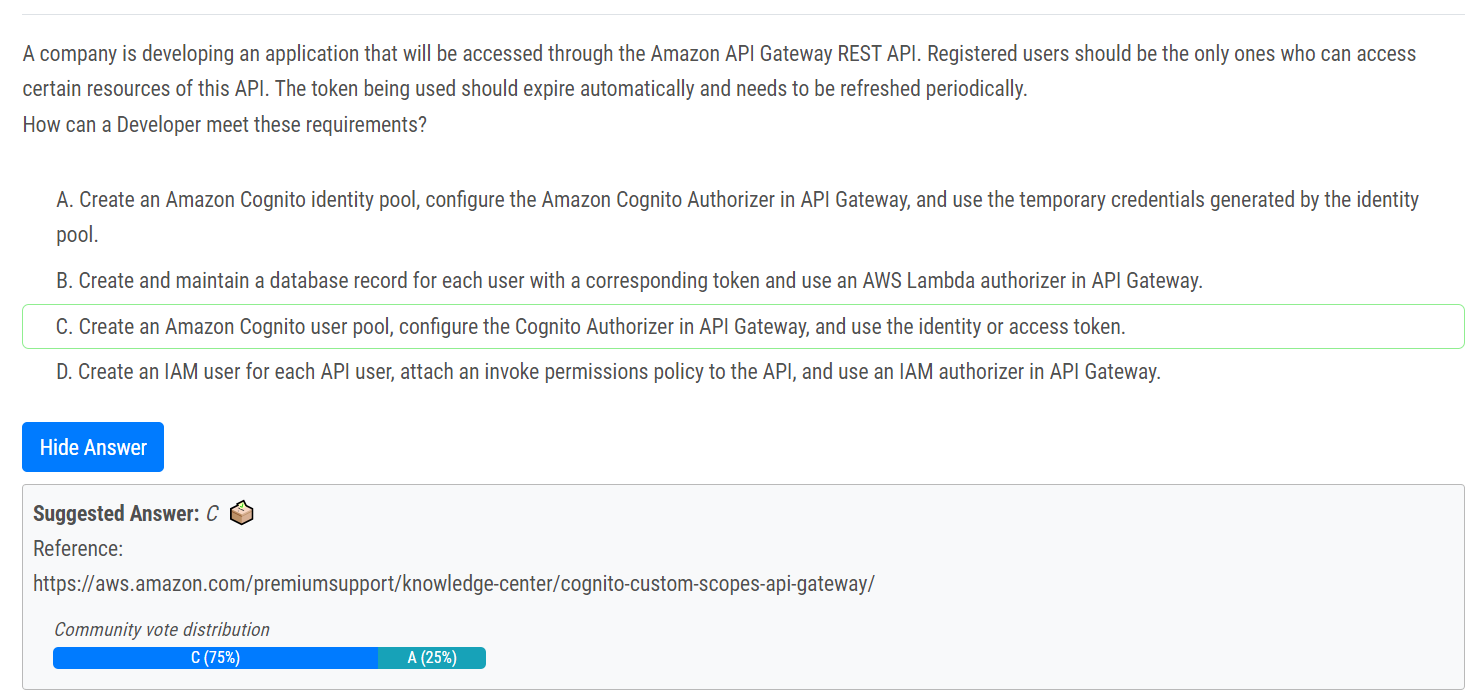 A company is developing an application that will be accessed through the Amazon API Gateway REST API. Registered users should be the only ones who can access
certain resources of this API. The token being used should expire automatically and needs to be refreshed periodically.
How can a Developer meet these requirements?
A. Create an Amazon Cognito identity pool, configure the Amazon Cognito Authorizer in API Gateway, and use the temporary credentials generated by the identity
pool.
B. Create and maintain a database record for each user with a corresponding token and use an AWS Lambda authorizer in API Gateway.
C. Create an Amazon Cognito user pool, configure the Cognito Authorizer in API Gateway, and use the identity or access token.
D. Create an IAM user for each API user, attach an invoke permissions policy to the API, and use an IAM authorizer in API Gateway.
Hide Answer
Suggested Answer: C
Reference:
https://aws.amazon.com/premiumsupport/knowledge-center/cognito-custom-scopes-api-gateway/
Community vote distribution
C (75%) A (25%)